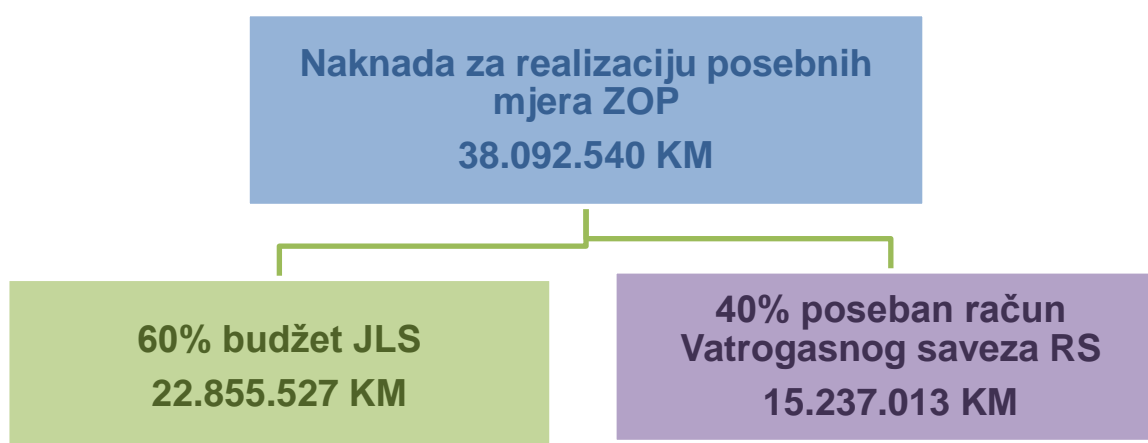 Naknada za realizaciju posebnih
mjera ZOP
38.092.540 KM
60% budžet JLS
22.855.527 KM
40% poseban račun
Vatrogasnog saveza RS
15.237.013 KM